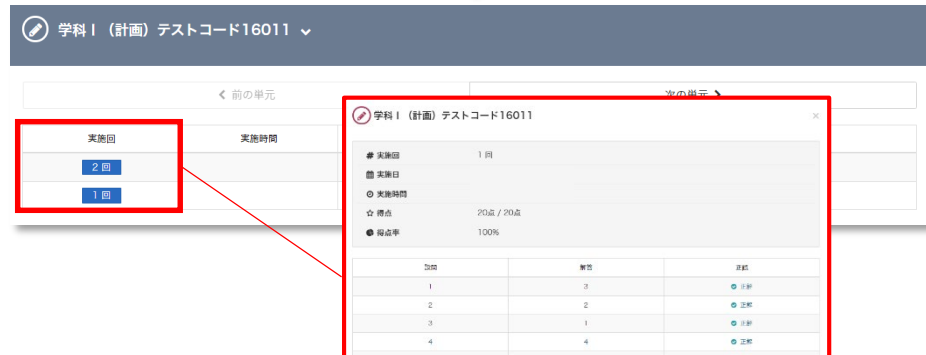 学科Ⅰ（計画）テストコード16011
前の単元
次の単元
実施回 実施時間
2 回
1 回
学科Ⅰ（計画）テストコード16011
×
# 実施回 1 回
実施日
実施時間
得点 20点 / 20点
得点率 100%
設問 解答 正誤
1 3 正解
2 2 正解
3 1 正解
4 4 正解